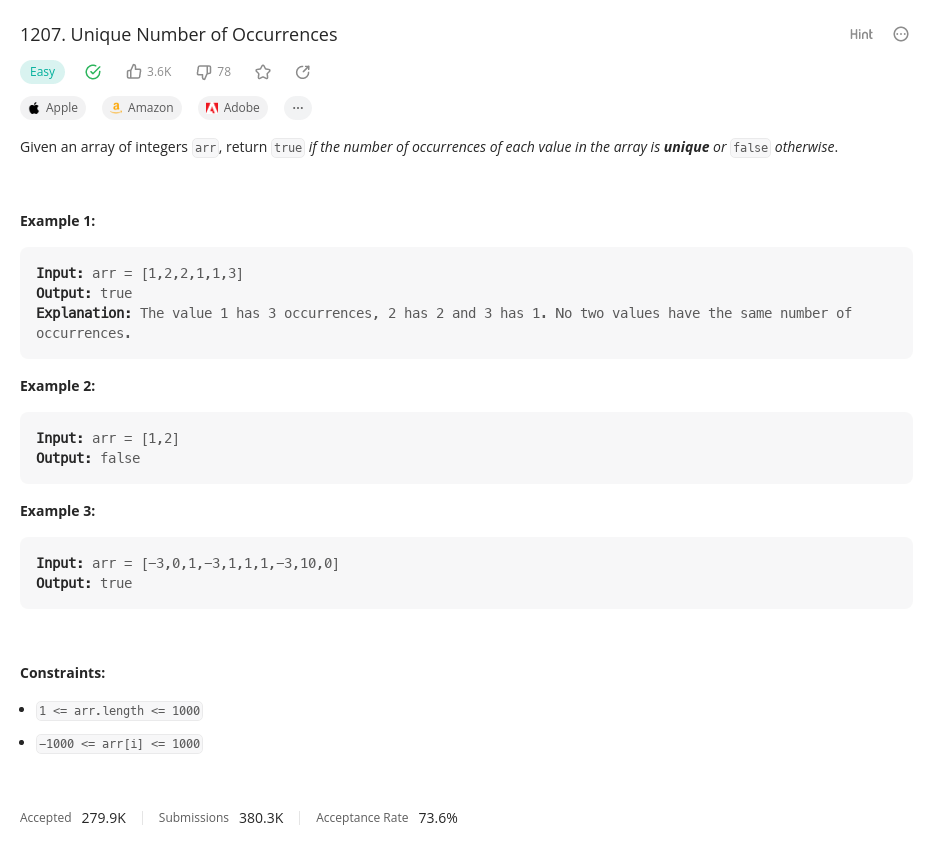 1207. Unique Number of Occurrences
Hint
Easy
3.6K
78
Apple
Amazon
Adobe
Given an array of integers arr, return true if the number of occurrences of each value in the array is unique or false otherwise.
Example 1:
Input: arr = [1,2,2,1,1,3]
Output: true
Explanation: The value 1 has 3 occurrences, 2 has 2 and 3 has 1. No two values have the same number of
occurrences.
Example 2:
Input: arr = [1,2]
Output: false
Example 3:
Input: arr = [-3,0,1,-3,1,1,1,-3,10,0]
Output: true
Constraints:
• 1 <= arr.length <= 1000
• -1000 <= arr[i] <= 1000
Accepted 279.9K Submissions 380.3K Acceptance Rate 73.6%